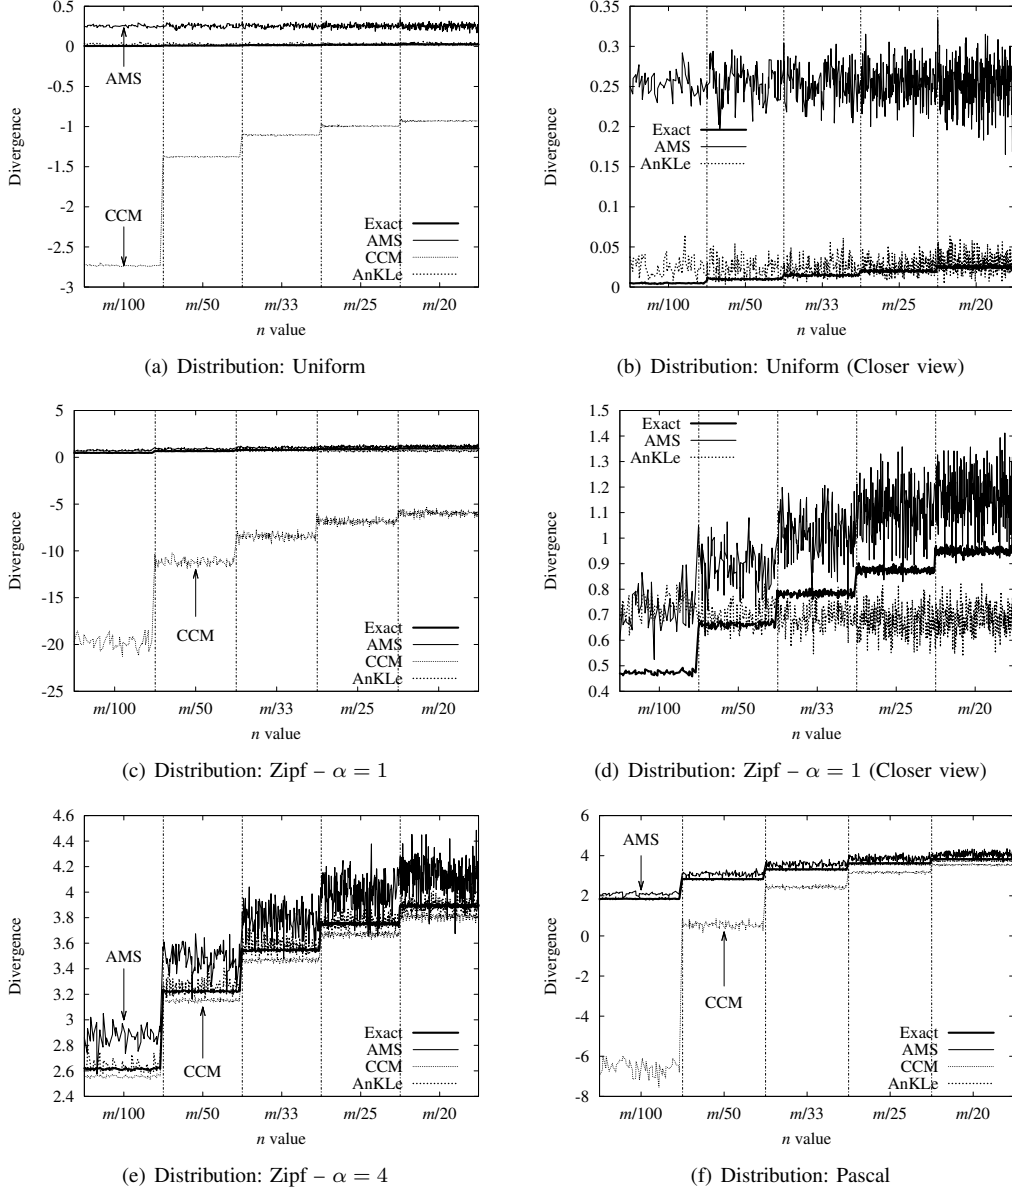 0.5
0
-0.5
-1
-1.5
-2
-2.5
-3
Divergence
AMS
CCM
Exact
AMS
CCM
AnKLe
m/100 m/50 m/33 m/25 m/20
n value
(a) Distribution: Uniform
0.35
0.3
0.25
0.2
0.15
0.1
0.05
0
Divergence
Exact
AMS
AnKLe
m/100 m/50 m/33 m/25 m/20
n value
(b) Distribution: Uniform (Closer view)
5
0
-5
-10
-15
-20
-25
Divergence
CCM
Exact
AMS
CCM
AnKLe
m/100 m/50 m/33 m/25 m/20
n value
(c) Distribution: Zipf – α = 1
1.5
1.4
1.3
1.2
1.1
1
0.9
0.8
0.7
0.6
0.5
0.4
Divergence
Exact
AMS
AnKLe
m/100 m/50 m/33 m/25 m/20
n value
(d) Distribution: Zipf – α = 1 (Closer view)
4.6
4.4
4.2
4
3.8
3.6
3.4
3.2
3
2.8
2.6
2.4
Divergence
AMS
CCM
Exact
AMS
CCM
AnKLe
m/100 m/50 m/33 m/25 m/20
n value
(e) Distribution: Zipf – α = 4
6
4
2
0
-2
-4
-6
-8
Divergence
AMS
CCM
Exact
AMS
CCM
AnKLe
m/100 m/50 m/33 m/25 m/20
n value
(f) Distribution: Pascal